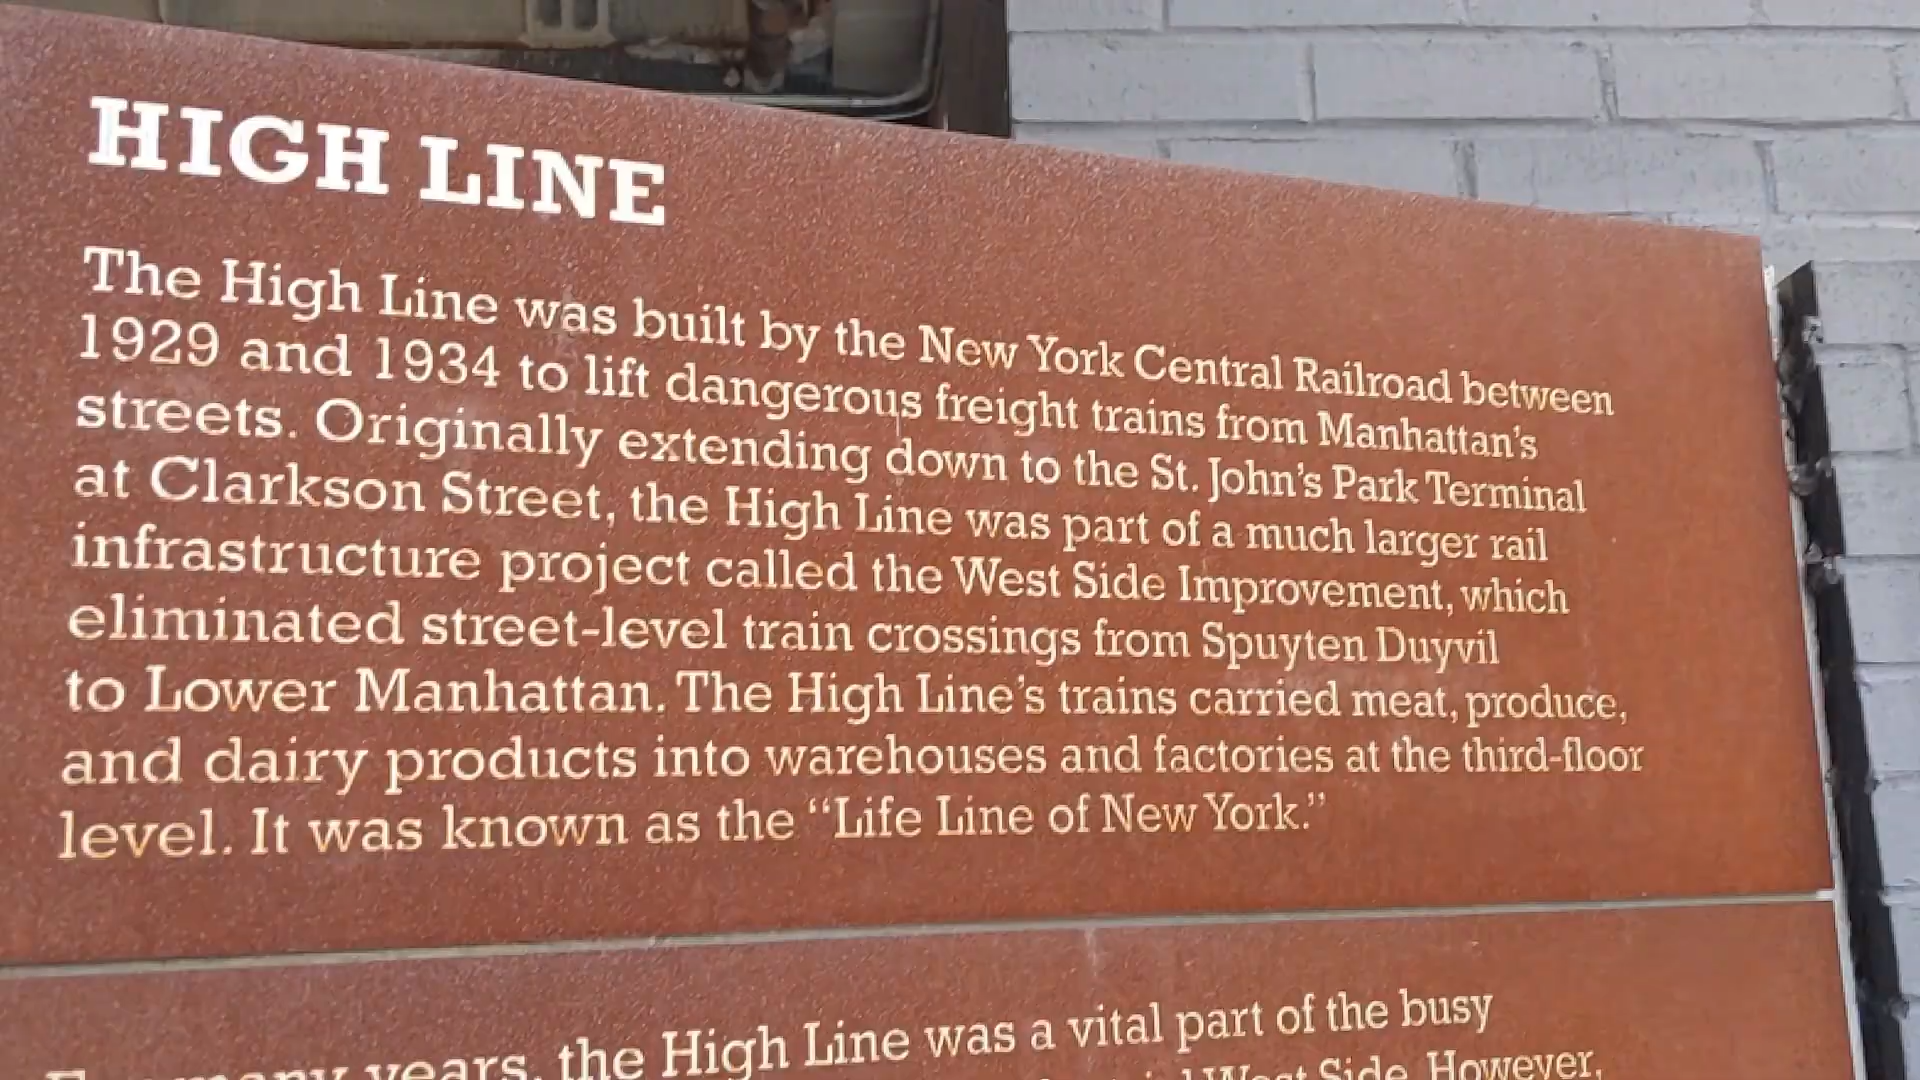 HIGH LINE
The High Line was built by the New York Central Railroad between
1929 and 1934 to lift dangerous freight trains from Manhattan's
streets. Originally extending down to the St. John's Park Terminal
at Clarkson Street, the High Line was part of a much larger rail
infrastructure project called the West Side Improvement, which
eliminated street-level train crossings from Spuyten Duyvil
to Lower Manhattan. The High Line's trains carried meat, produce,
and dairy products into warehouses and factories at the third-floor
level. It was known as the “Life Line of New York.”
many years, the High Line was a vital part of the busy
West Side. However,